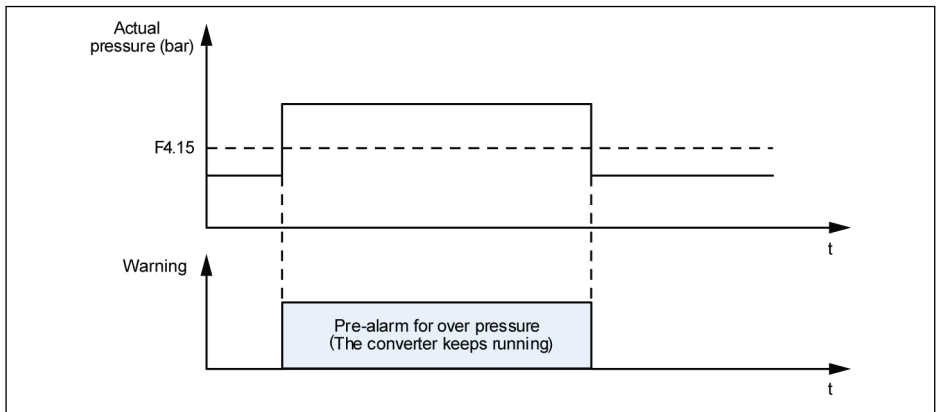 Actual
pressure (bar)
F4.15
t
Warning
Pre-alarm for over pressure
(The converter keeps running)
t